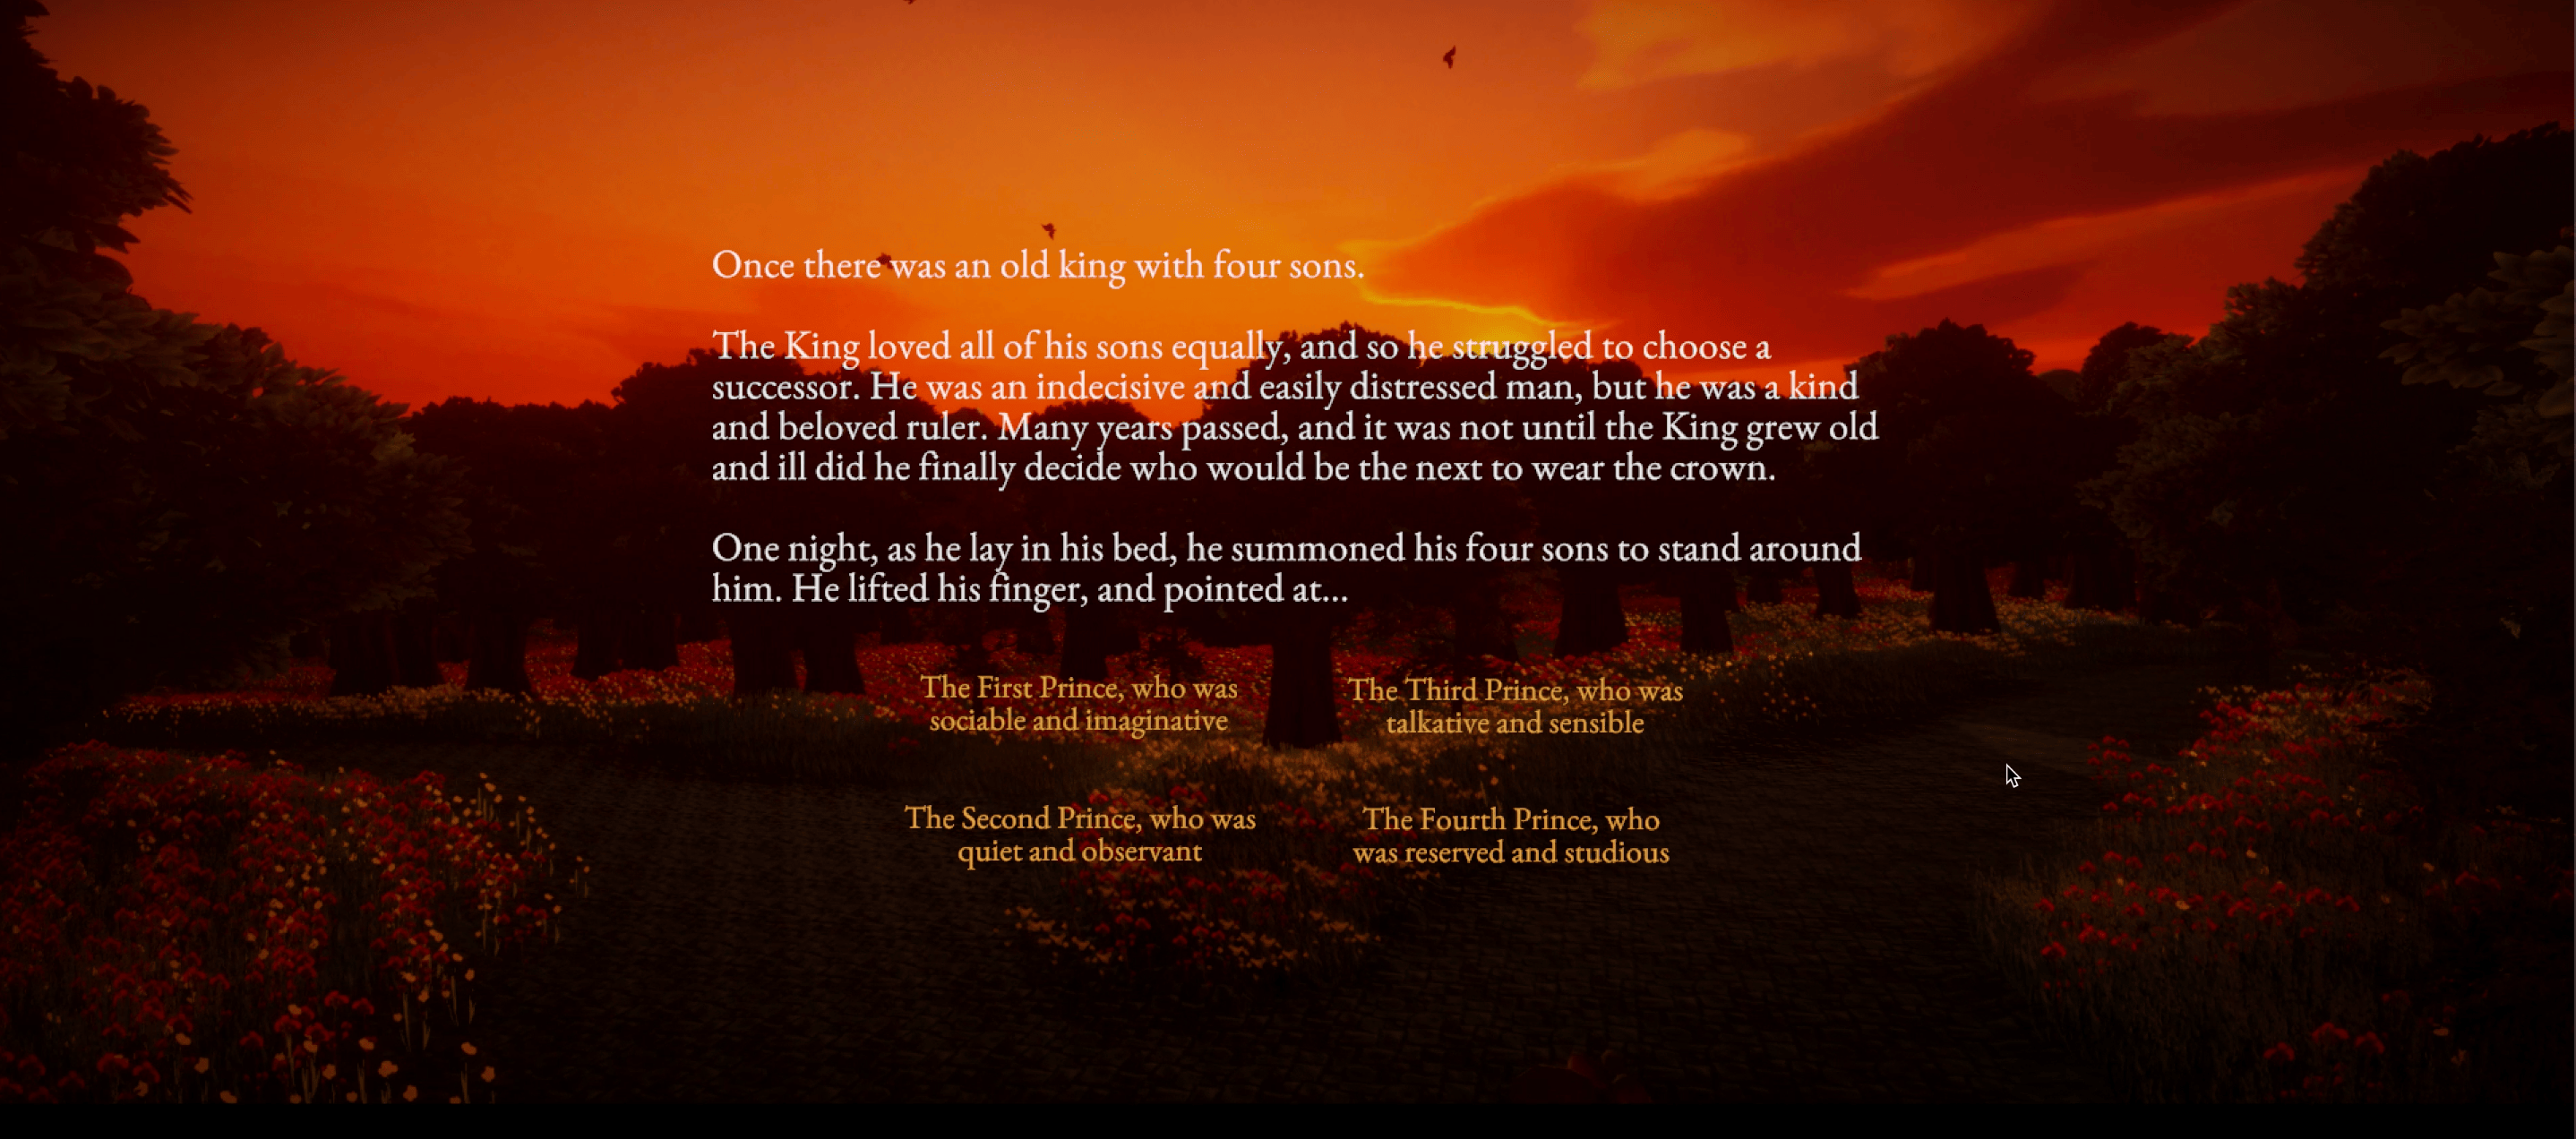 Once there was an old king with four sons.
The King loved all of his sons equally, and so he struggled to choose a
successor. He was an indecisive and easily distressed man, but he was a kind
and beloved ruler. Many years passed, and it was not until the King grew old
and ill did he finally decide who would be the next to wear the crown.
One night, as he lay in his bed, he summoned his four sons to stand around
him. He lifted his finger, and pointed at...
The First Prince, who was
sociable and imaginative
The Third Prince, who was
talkative and sensible
The Second Prince, who was
quiet and observant
The Fourth Prince, who
was reserved and studious